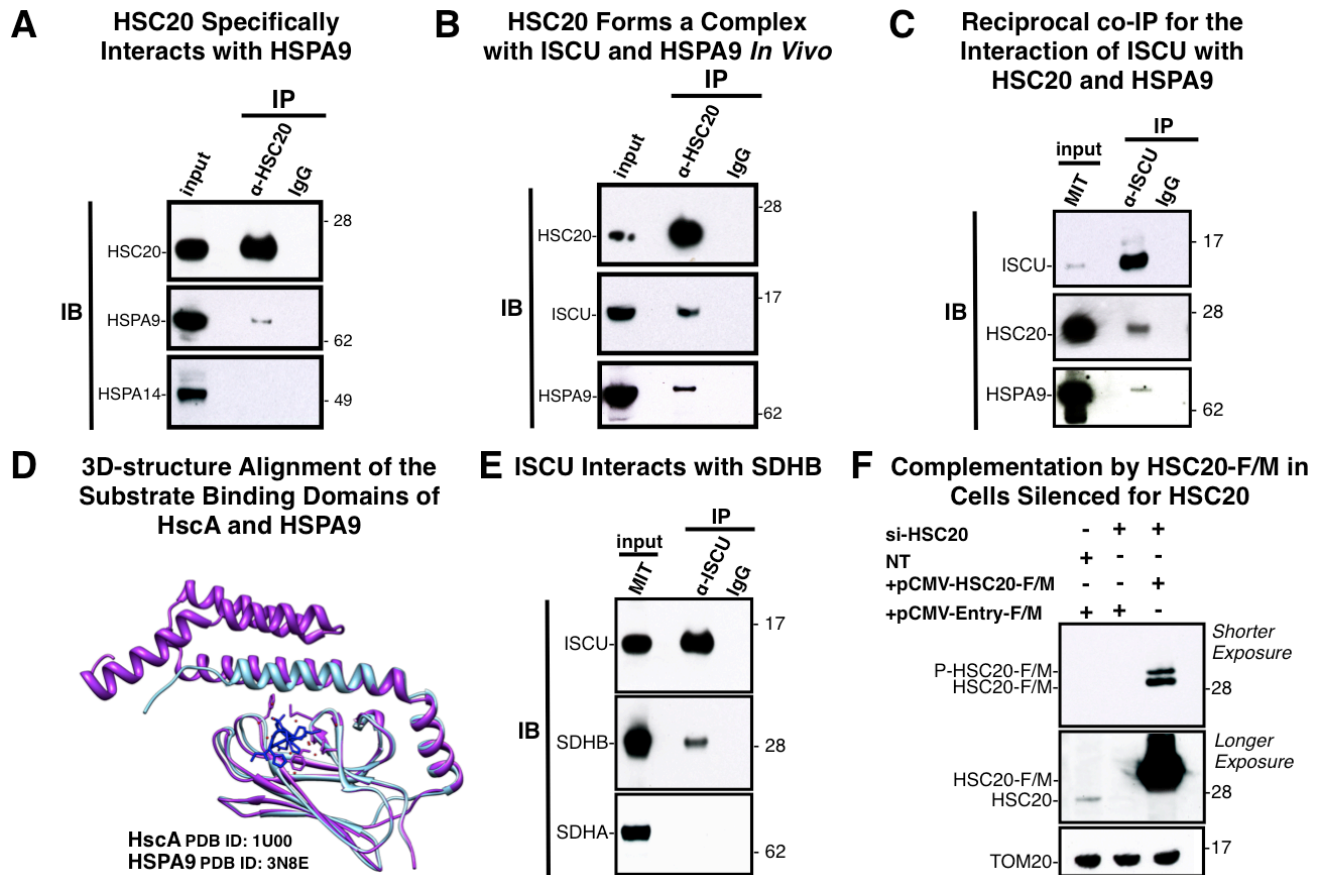 A
HSC20 Specifically
Interacts with HSPA9
IP
input
α-HSC20
IgG
IB
HSC20-
HSPA9-
HSPA14-
- 28
- 62
- 49
B
HSC20 Forms a Complex
with ISCU and HSPA9 In Vivo
IP
input
α-HSC20
IgG
IB
HSC20-
ISCU-
HSPA9-
-28
-17
-62
C
Reciprocal co-IP for the
Interaction of ISCU with
HSC20 and HSPA9
input
IP
MIT
α-ISCU
IgG
IB
ISCU-
HSC20-
HSPA9-
- 17
- 28
- 62
D
3D-structure Alignment of the
Substrate Binding Domains of
HscA and HSPA9
HscA PDB ID: 1U00
HSPA9 PDB ID: 3N8E
E
ISCU Interacts with SDHB
input
IP
MIT
α-ISCU
IgG
IB
ISCU-
SDHB-
SDHA-
- 17
- 28
- 62
F
Complementation by HSC20-F/M in
Cells Silenced for HSC20
si-HSC20 - + +
NT + - -
+pCMV-HSC20-F/M - - +
+pCMV-Entry-F/M + + -
Shorter
Exposure
P-HSC20-F/M-
HSC20-F/M-
-28
Longer
Exposure
HSC20-F/M-
HSC20-
-28
TOM20-
-17